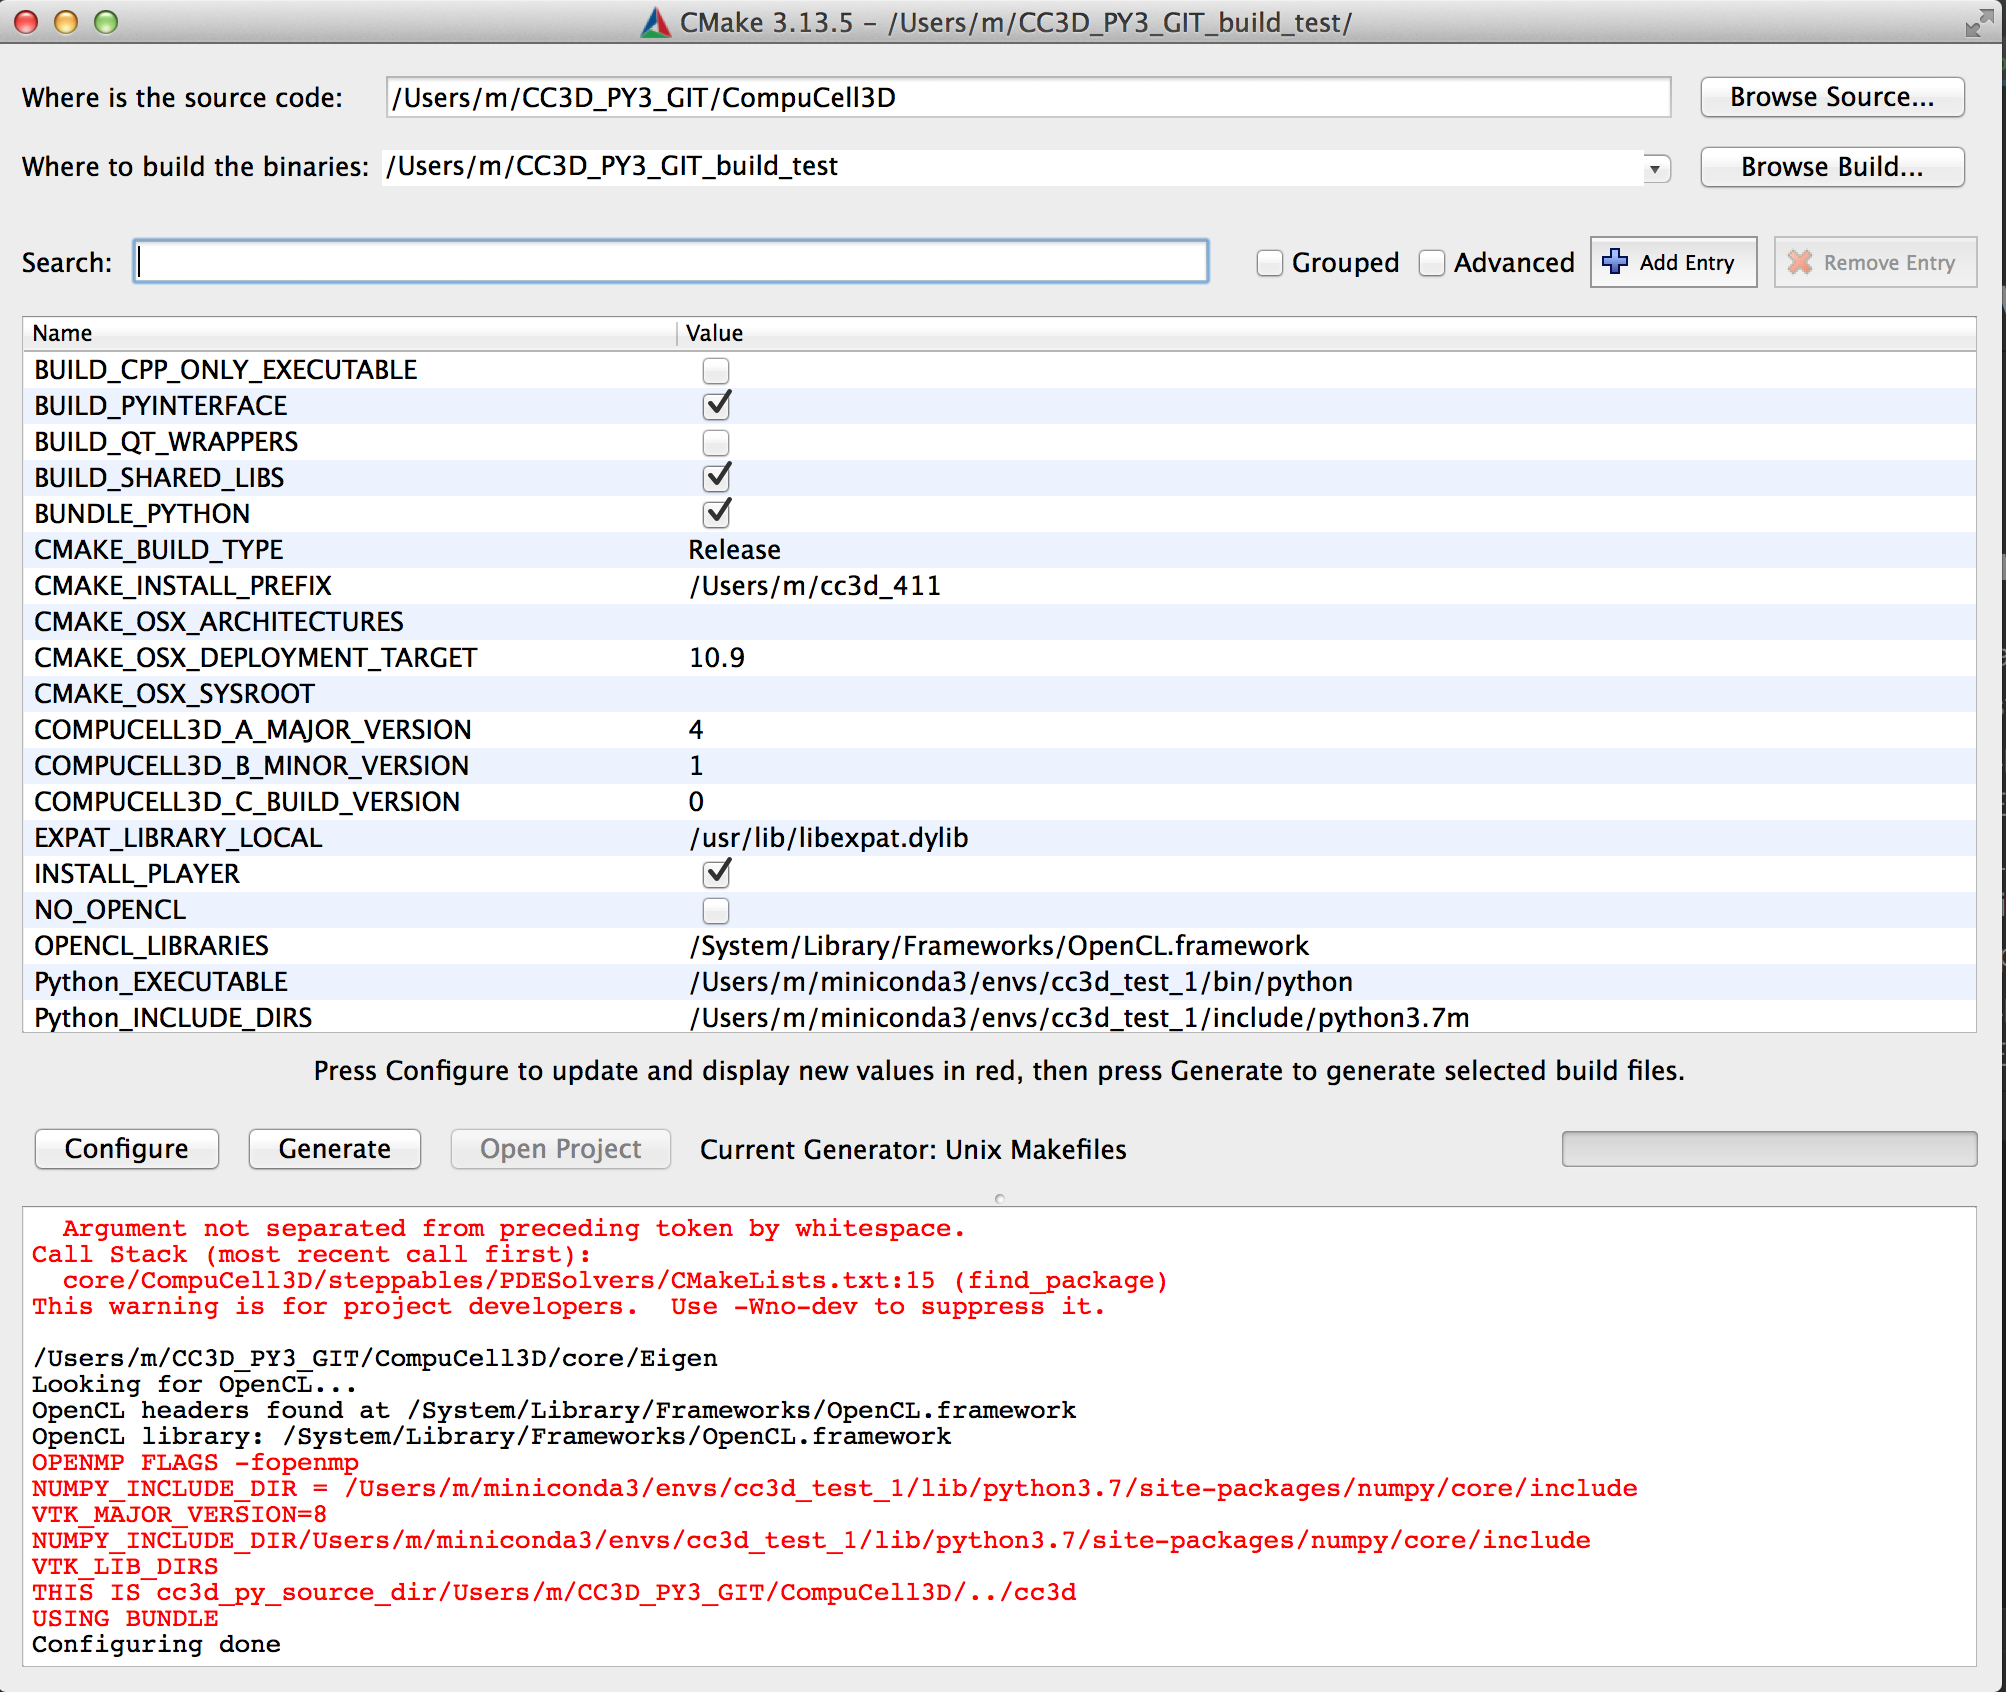 CMake 3.13.5 - /Users/m/CC3D_PY3_GIT_build_test/
Where is the source code: /Users/m/CC3D_PY3_GIT/CompuCell3D Browse Source...
Where to build the binaries: /Users/m/CC3D_PY3_GIT_build_test Browse Build...
Search: Grouped Advanced Add Entry Remove Entry
Name Value
BUILD_CPP_ONLY_EXECUTABLE
BUILD_PYINTERFACE
BUILD_QT_WRAPPERS
BUILD_SHARED_LIBS
BUNDLE_PYTHON
CMAKE_BUILD_TYPE Release
CMAKE_INSTALL_PREFIX /Users/m/cc3d_411
CMAKE_OSX_ARCHITECTURES
CMAKE_OSX_DEPLOYMENT_TARGET 10.9
CMAKE_OSX_SYSROOT
COMPUCELL3D_A_MAJOR_VERSION 4
COMPUCELL3D_B_MINOR_VERSION 1
COMPUCELL3D_C_BUILD_VERSION 0
EXPAT_LIBRARY_LOCAL /usr/lib/libexpat.dylib
INSTALL_PLAYER
NO_OPENCL
OPENCL_LIBRARIES /System/Library/Frameworks/OpenCL.framework
Python_EXECUTABLE /Users/m/miniconda3/envs/cc3d_test_1/bin/python
Python_INCLUDE_DIRS /Users/m/miniconda3/envs/cc3d_test_1/include/python3.7m
Press Configure to update and display new values in red, then press Generate to generate selected build files.
Configure Generate Open Project Current Generator: Unix Makefiles
Argument not separated from preceding token by whitespace.
Call Stack (most recent call first):
core/CompuCell3D/steppables/PDESolvers/CMakeLists.txt:15 (find_package)
This warning is for project developers.  Use -Wno-dev to suppress it.
/Users/m/CC3D_PY3_GIT/CompuCell3D/core/Eigen
Looking for OpenCL...
OpenCL headers found at /System/Library/Frameworks/OpenCL.framework
OpenCL library: /System/Library/Frameworks/OpenCL.framework
OPENMP FLAGS -fopenmp
NUMPY_INCLUDE_DIR = /Users/m/miniconda3/envs/cc3d_test_1/lib/python3.7/site-packages/numpy/core/include
VTK_MAJOR_VERSION=8
NUMPY_INCLUDE_DIR/Users/m/miniconda3/envs/cc3d_test_1/lib/python3.7/site-packages/numpy/core/include
VTK_LIB_DIRS
THIS IS cc3d_py_source_dir/Users/m/CC3D_PY3_GIT/CompuCell3D/../cc3d
USING BUNDLE
Configuring done